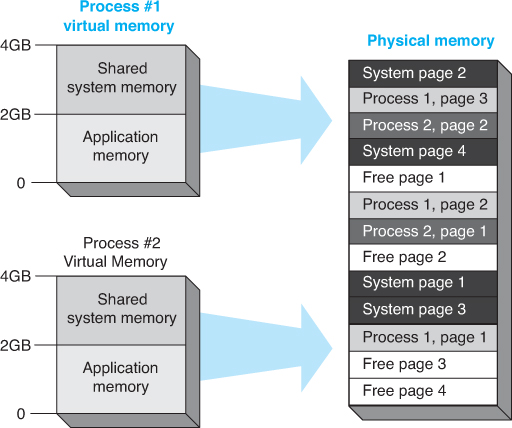 Process #1
virtual memory
4GB
Shared
system memory
2GB
Application
memory
0
Process #2
Virtual Memory
4GB
Shared
system memory
2GB
Application
memory
0
Physical memory
System page 2
Process 1, page 3
Process 2, page 2
System page 4
Free page 1
Process 1, page 2
Process 2, page 1
Free page 2
System page 1
System page 3
Process 1, page 1
Free page 3
Free page 4